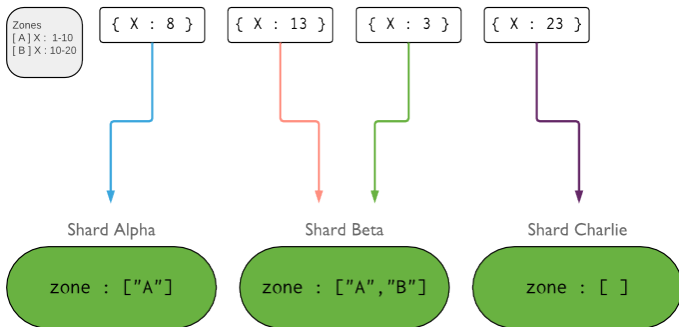 Zones
[ A ] X : 1-10
[ B ] X : 10-20
{ X : 8 }
{ X : 13 }
{ X : 3 }
{ X : 23 }
Shard Alpha
Shard Beta
Shard Charlie
zone : ["A"]
zone : ["A","B"]
zone : [ ]